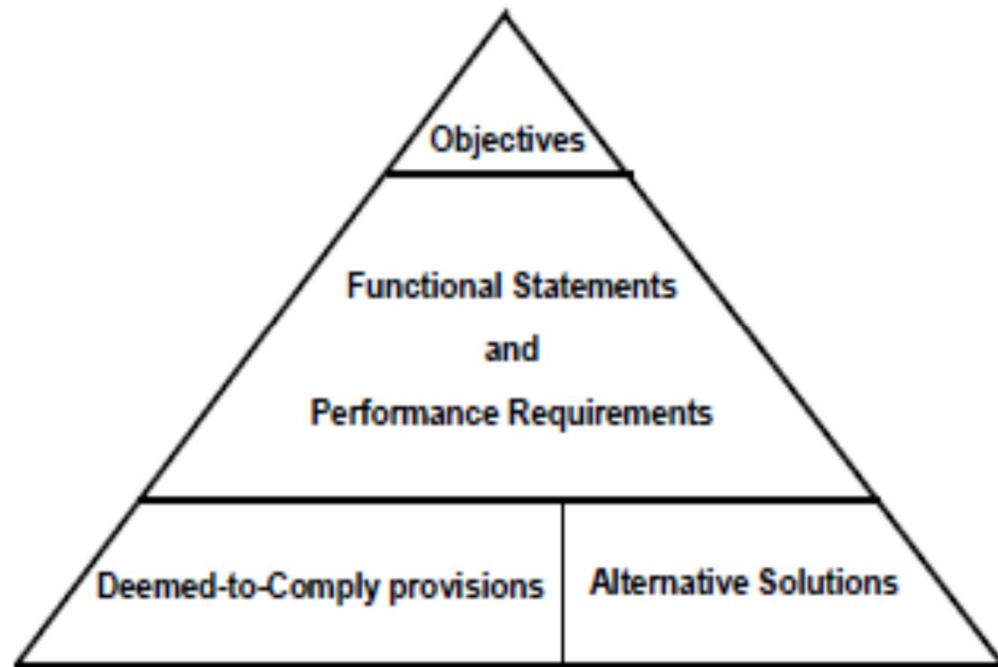 Objectives
Functional Statements
and
Performance Requirements
Deemed-to-Comply provisions
Alternative Solutions